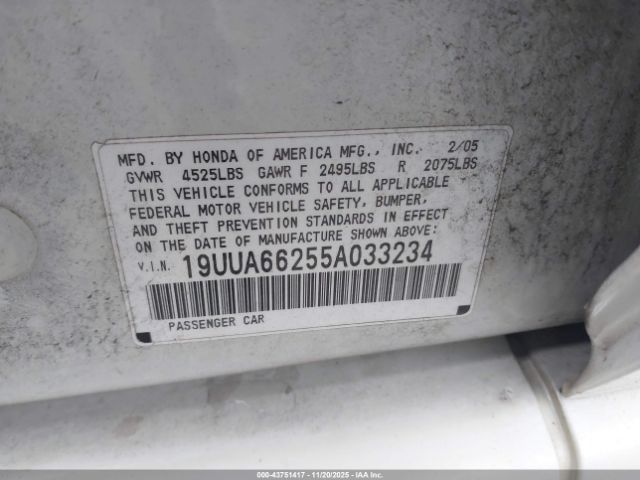 MFD. BY HONDA OF AMERICA MFG., INC. 2/05
GVWR 4525LBS GAWR F 2495LBS R 2075LBS
THIS VEHICLE CONFORMS TO ALL APPLICABLE
FEDERAL MOTOR VEHICLE SAFETY, BUMPER,
AND THEFT PREVENTION STANDARDS IN EFFECT
ON THE DATE OF MANUFACTURE SHOWN ABOVE:
V.I.N. 19UUA66255A033234
PASSENGER CAR
000-43751417 - 11/20/2025 - IAA Corp.